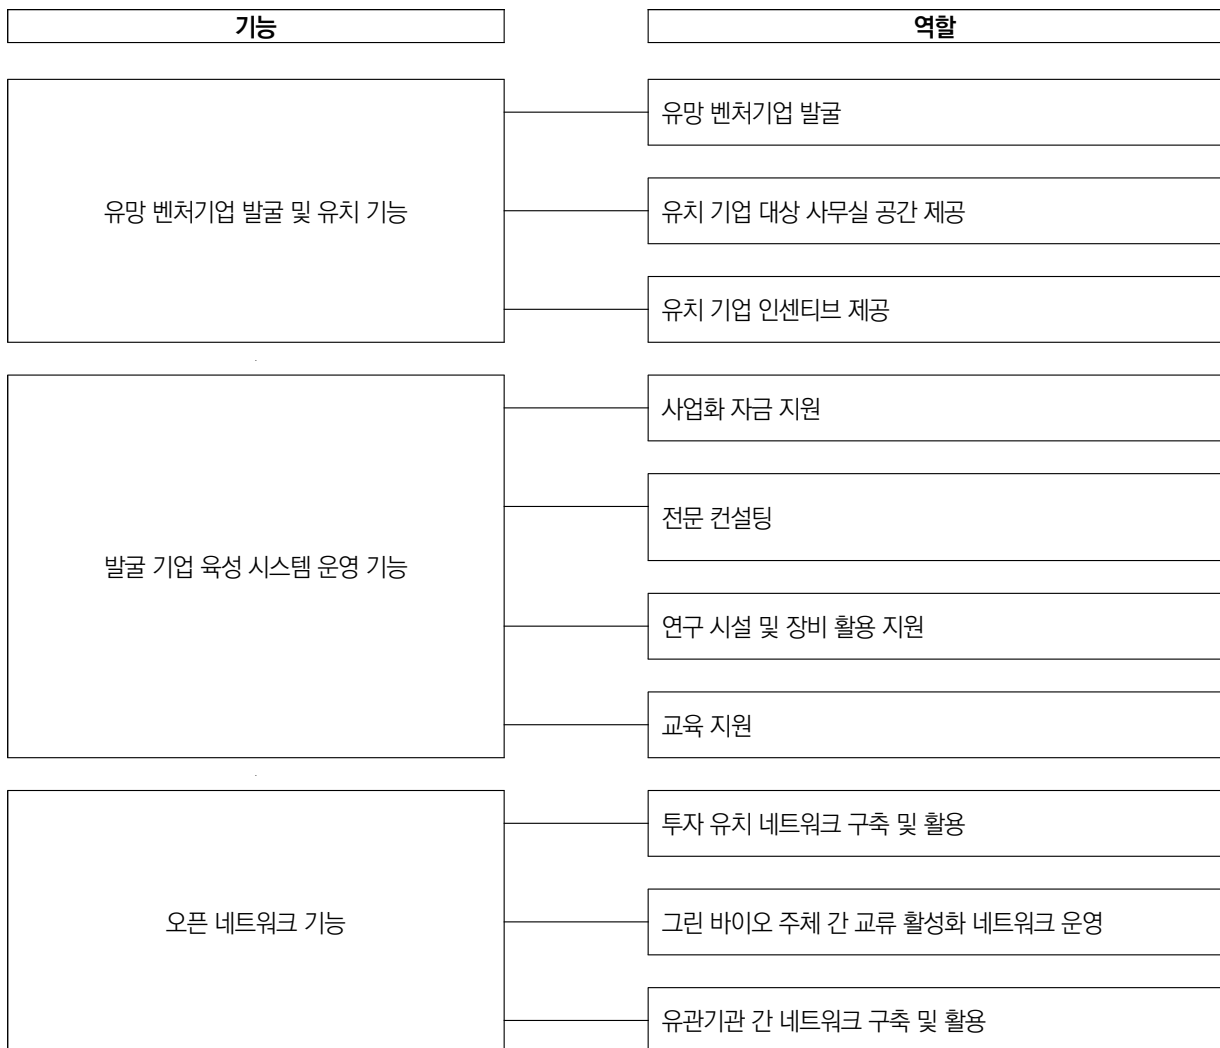 기능
역할
유망 벤처기업 발굴 및 유치 기능
유망 벤처기업 발굴
유치 기업 대상 사무실 공간 제공
유치 기업 인센티브 제공
발굴 기업 육성 시스템 운영 기능
사업화 자금 지원
전문 컨설팅
연구 시설 및 장비 활용 지원
교육 지원
오픈 네트워크 기능
투자 유치 네트워크 구축 및 활용
그린 바이오 주체 간 교류 활성화 네트워크 운영
유관기관 간 네트워크 구축 및 활용